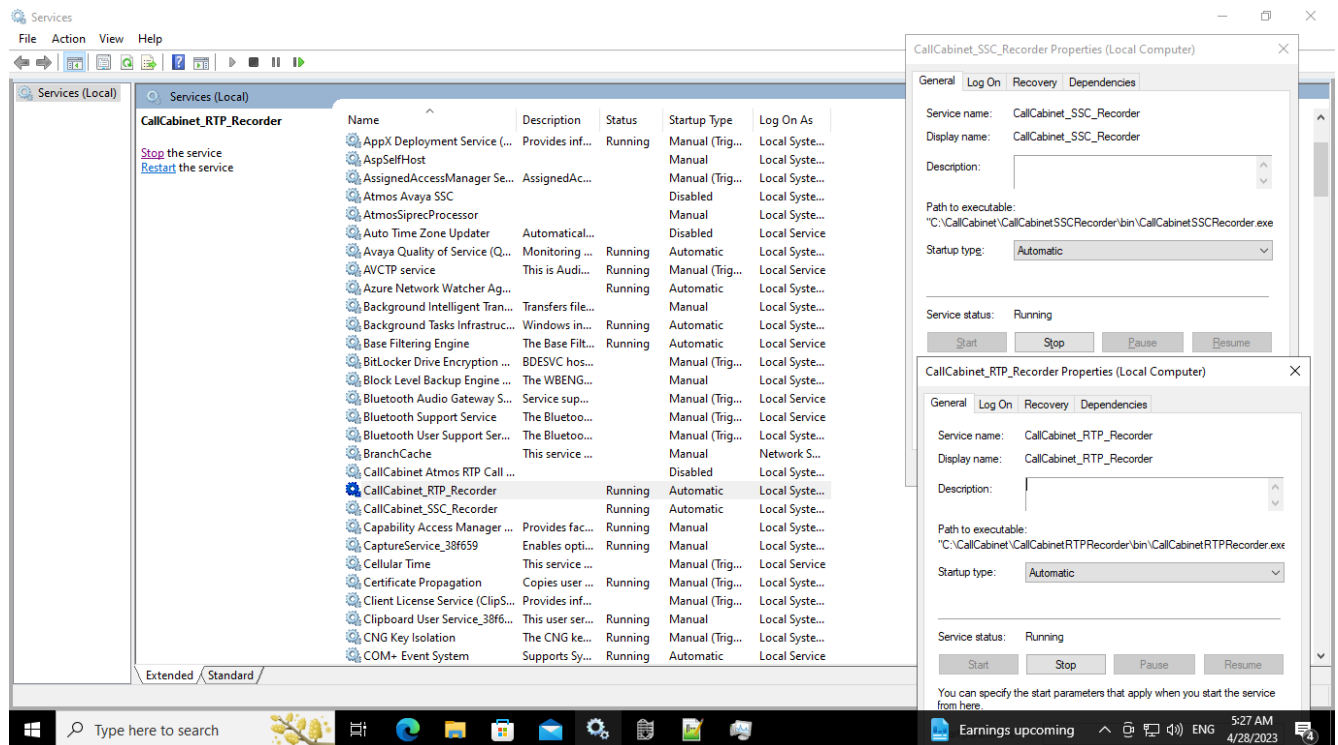 Services
File Action View Help
Services (Local)
Services (Local)
CallCabinet_RTP_Recorder
Stop the service
Restart the service
Name Description Status Startup Type Log On As
AppX Deployment Service (... Provides inf... Running Manual (Trig... Local Syste...
AspSelfHost Manual Local Syste...
AssignedAccessManager Se... AssignedAc... Manual (Trig... Local Syste...
Atmos Avaya SSC Disabled Local Syste...
AtmosSiprecProcessor Manual Local Syste...
Auto Time Zone Updater Automatical... Disabled Local Service
Avaya Quality of Service (Q... Monitoring ... Running Automatic Local Syste...
AVCTP service This is Audi... Running Manual (Trig... Local Service
Azure Network Watcher Ag... Running Automatic Local Syste...
Background Intelligent Tran... Transfers file... Manual Local Syste...
Background Tasks Infrastruc... Windows in... Running Automatic Local Syste...
Base Filtering Engine The Base Filt... Running Automatic Local Service
BitLocker Drive Encryption ... BDESVC hos... Manual (Trig... Local Syste...
Block Level Backup Engine ... The WBENG... Manual Local Syste...
Bluetooth Audio Gateway S... Service sup... Manual (Trig... Local Service
Bluetooth Support Service The Bluetoo... Manual (Trig... Local Service
Bluetooth User Support Ser... The Bluetoo... Manual (Trig... Local Syste...
BranchCache This service ... Manual Network S...
CallCabinet Atmos RTP Call ... Disabled Local Syste...
CallCabinet_RTP_Recorder Running Automatic Local Syste...
CallCabinet_SSC_Recorder Running Automatic Local Syste...
Capability Access Manager ... Provides fac... Running Manual Local Syste...
CaptureService_38f659 Enables opti... Running Manual Local Syste...
Cellular Time This service ... Manual (Trig... Local Service
Certificate Propagation Copies user ... Running Manual (Trig... Local Syste...
Client License Service (ClipS... Provides inf... Manual (Trig... Local Syste...
Clipboard User Service_38f6... This user ser... Running Manual Local Syste...
CNG Key Isolation The CNG ke... Running Manual (Trig... Local Syste...
COM+ Event System Supports Sy... Running Automatic Local Service
Extended Standard
CallCabinet_SSC_Recorder Properties (Local Computer)
General Log On Recovery Dependencies
Service name: CallCabinet_SSC_Recorder
Display name: CallCabinet_SSC_Recorder
Description:
Path to executable:
"C:\CallCabinet\CallCabinetSSCRecorder\bin\CallCabinetSSCRecorder.exe
Startup type: Automatic
Service status: Running
Start Stop Pause Resume
CallCabinet_RTP_Recorder Properties (Local Computer)
General Log On Recovery Dependencies
Service name: CallCabinet_RTP_Recorder
Display name: CallCabinet_RTP_Recorder
Description:
Path to executable:
"C:\CallCabinet\CallCabinetRTPRecorder\bin\CallCabinetRTPRecorder.exe
Startup type: Automatic
Service status: Running
Start Stop Pause Resume
You can specify the start parameters that apply when you start the service
from here.
Type here to search
Earnings upcoming
ENG
5:27 AM
4/28/2023
4